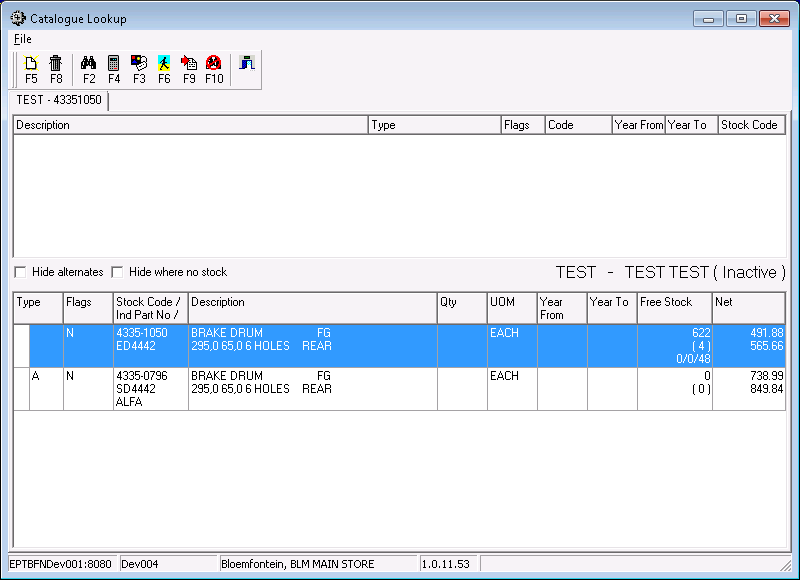 Catalogue Lookup
File
F5 F8 F2 F4 F3 F6 F9 F10
TEST - 43351050
Description Type Flags Code Year From Year To Stock Code
Hide alternates Hide where no stock TEST - TEST TEST ( Inactive )
Type Flags Stock Code / Description Qty UOM Year Year To Free Stock Net
Ind Part No / From
N 4335-1050 BRAKE DRUM FG EACH 622 491.88
ED4442 295,0 65,0 6 HOLES REAR ( 4 ) 565.66
0/0/48
A N 4335-0796 BRAKE DRUM FG EACH 0 738.99
SD4442 295,0 65,0 6 HOLES REAR ( 0 ) 849.84
ALFA
EPTBFNDev001:8080 Dev004 Bloemfontein, BLM MAIN STORE 1.0.11.53